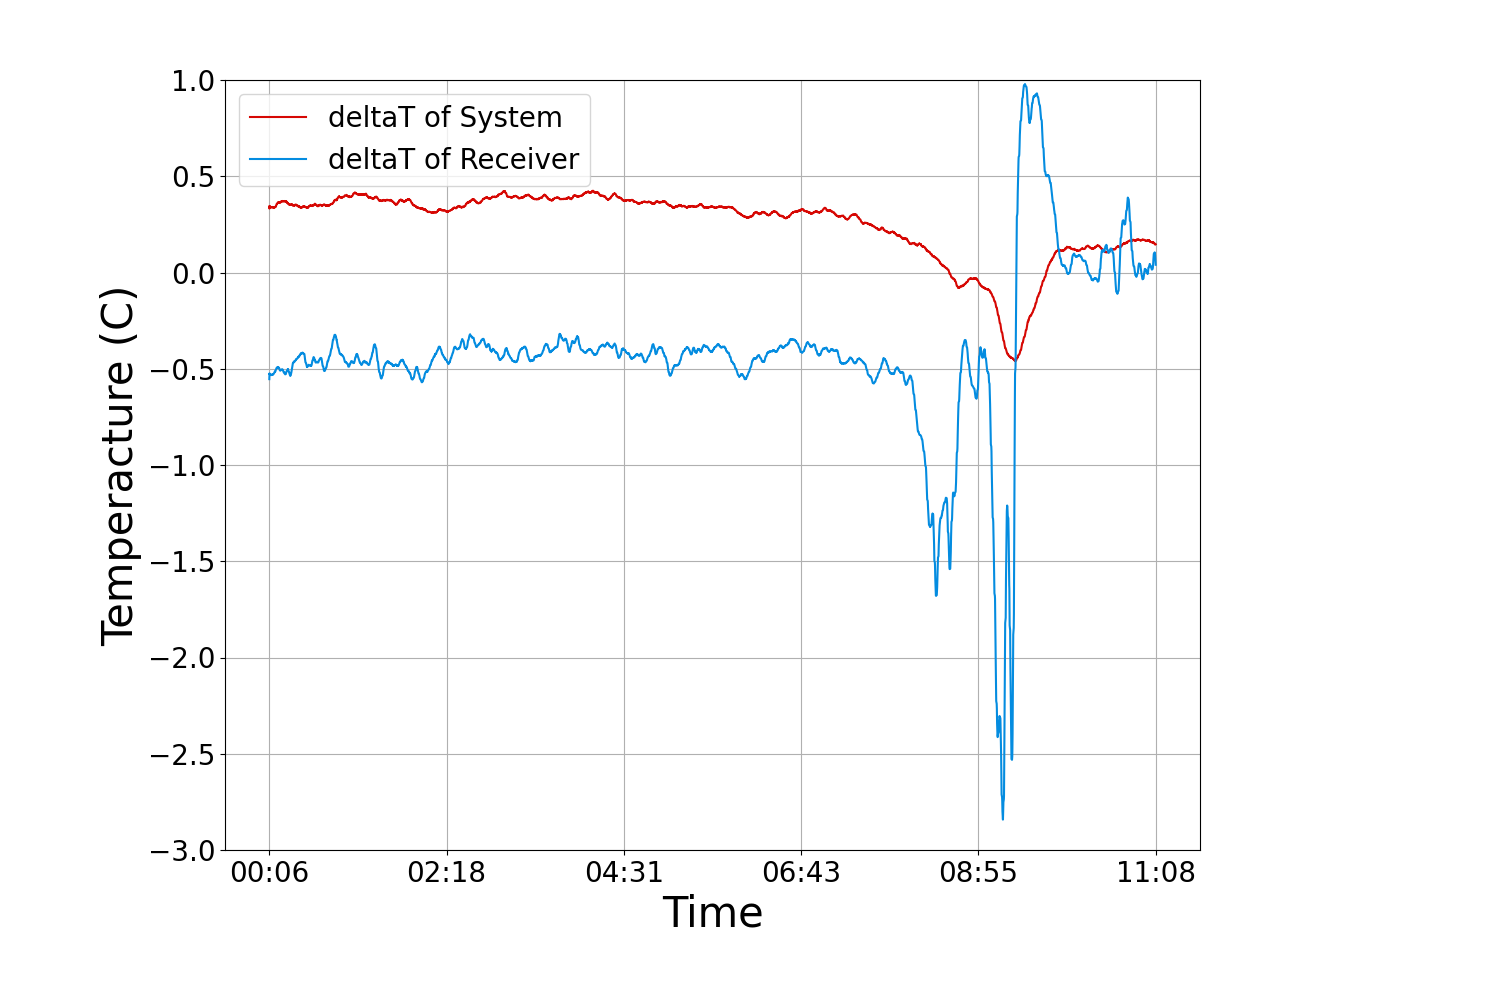 deltaT of System
deltaT of Receiver
1.0
0.5
0.0
−0.5
−1.0
−1.5
−2.0
−2.5
−3.0
Temperacture (C)
00:06 02:18 04:31 06:43 08:55 11:08
Time